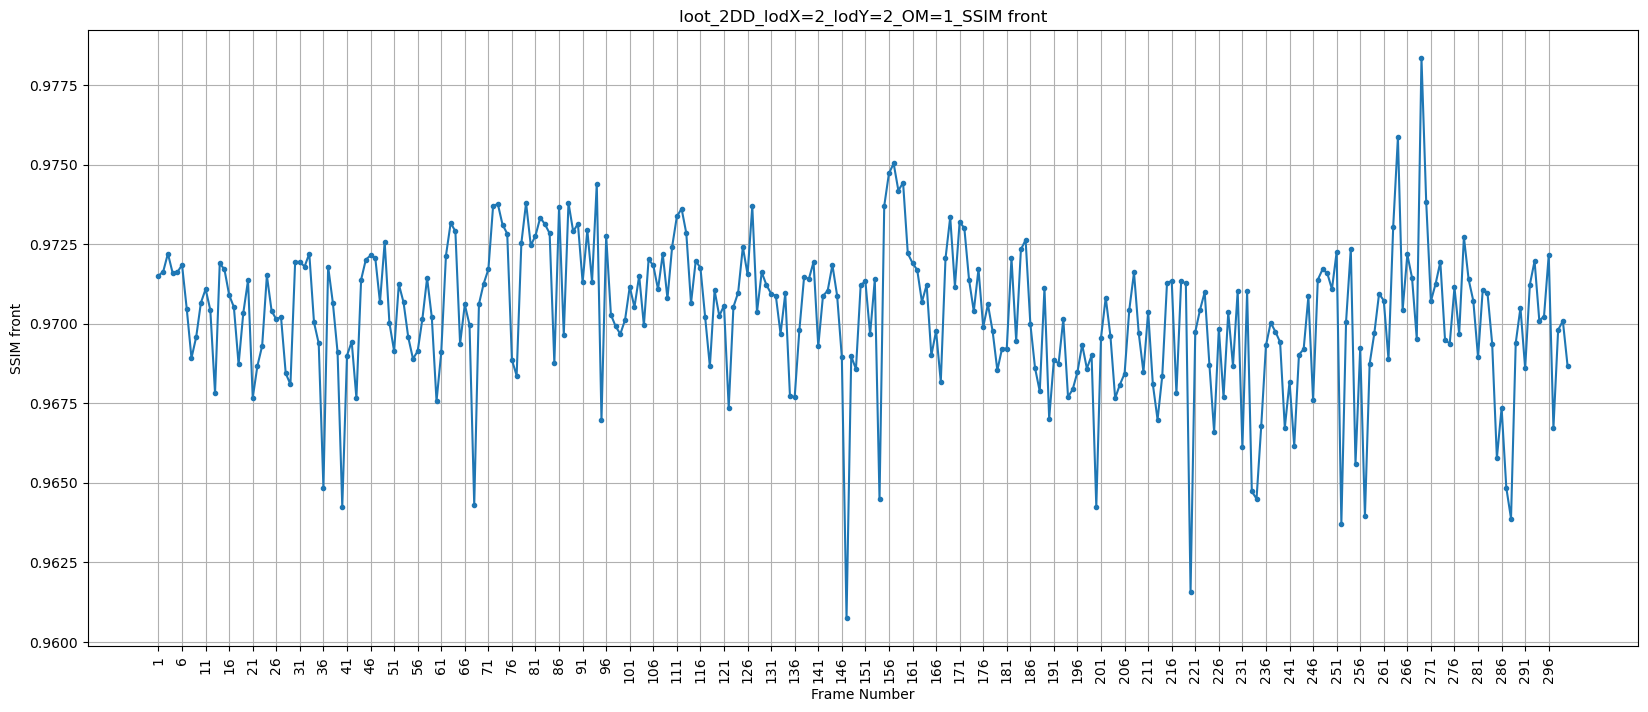 loot_2DD_lodX=2_lodY=2_OM=1_SSIM front
0.9775
0.9750
0.9725
0.9700
0.9675
0.9650
0.9625
0.9600
SSIM front
1 6 11 16 21 26 31 36 41 46 51 56 61 66 71 76 81 86 91 96 101 106 111 116 121 126 131 136 141 146 151 156 161 166 171 176 181 186 191 196 201 206 211 216 221 226 231 236 241 246 251 256 261 266 271 276 281 286 291 296
Frame Number